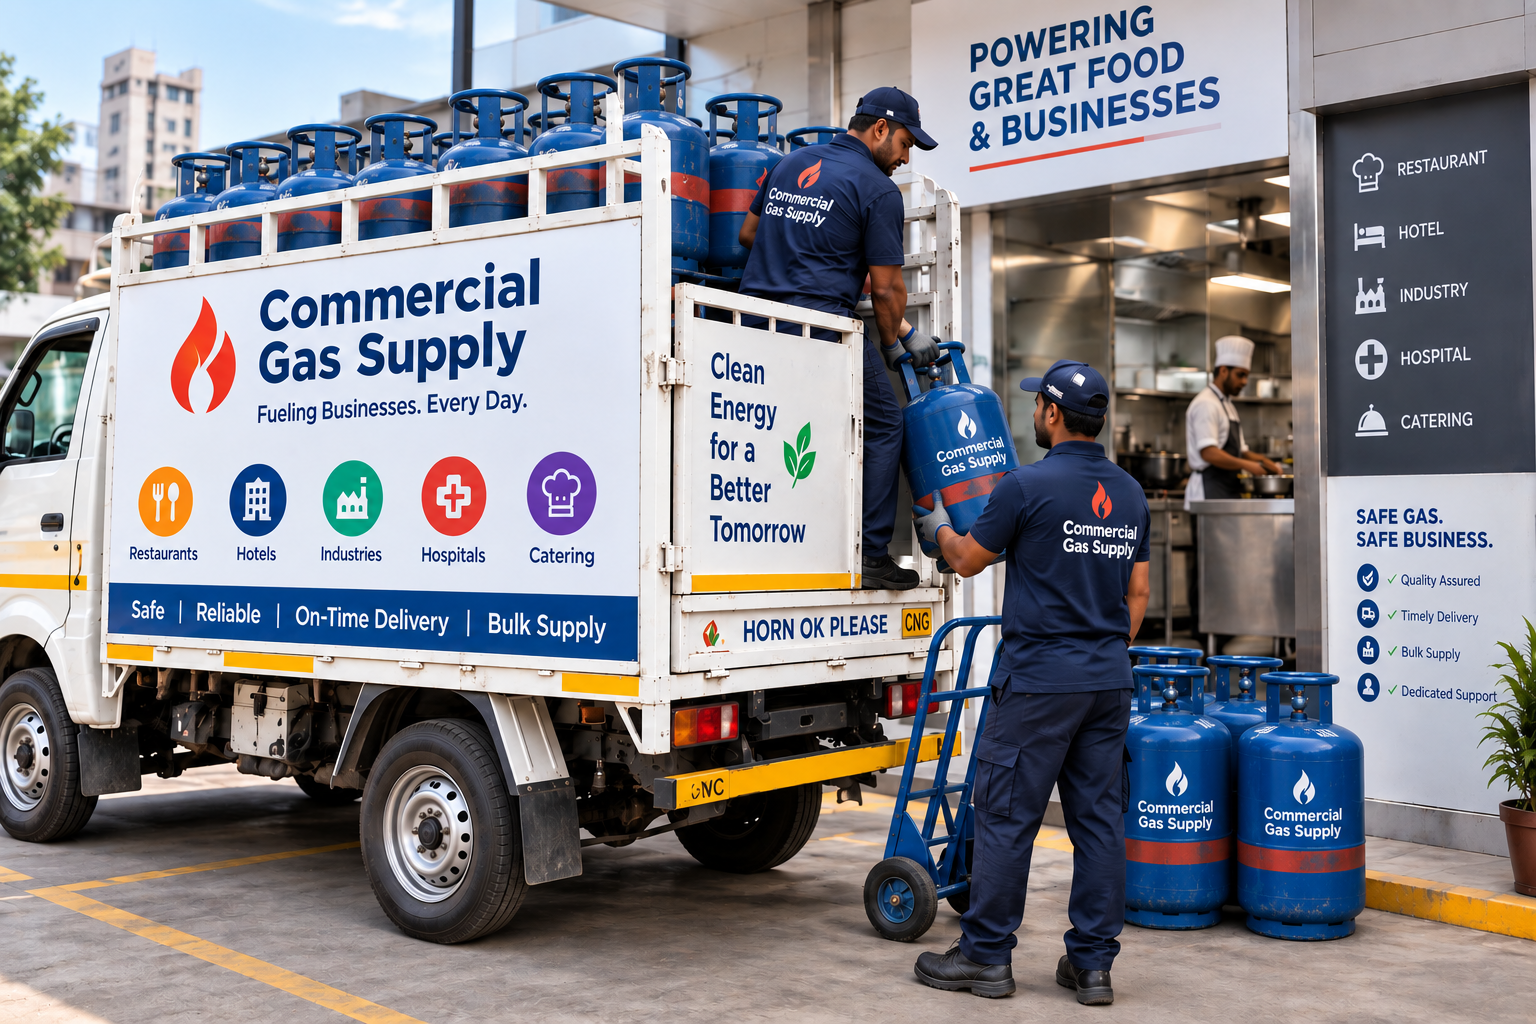 Commercial
Gas Supply
Fueling Businesses. Every Day.
Restaurants
Hotels
Industries
Hospitals
Catering
Safe | Reliable | On-Time Delivery | Bulk Supply
Clean
Energy
for a
Better
Tomorrow
HORN OK PLEASE
CNG
Commercial
Gas Supply
Commercial
Gas Supply
Commercial
Gas Supply
POWERING
GREAT FOOD
& BUSINESSES
RESTAURANT
HOTEL
INDUSTRY
HOSPITAL
CATERING
SAFE GAS.
SAFE BUSINESS.
✓ Quality Assured
✓ Timely Delivery
✓ Bulk Supply
✓ Dedicated Support
Commercial
Gas Supply
Commercial
Gas Supply